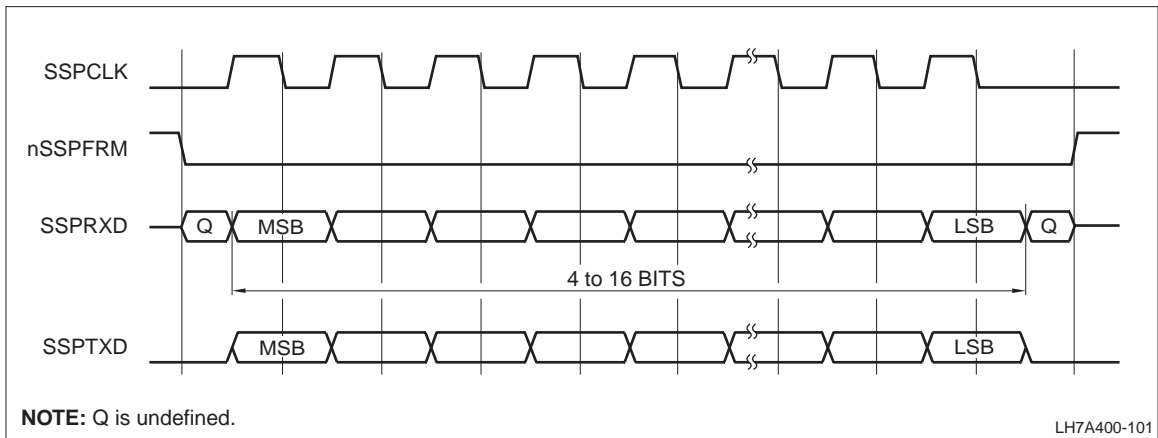 SSPCLK
nSSPFRM
SSPRXD
Q
MSB
LSB
Q
4 to 16 BITS
SSPTXD
MSB
LSB
NOTE: Q is undefined.
LH7A400-101